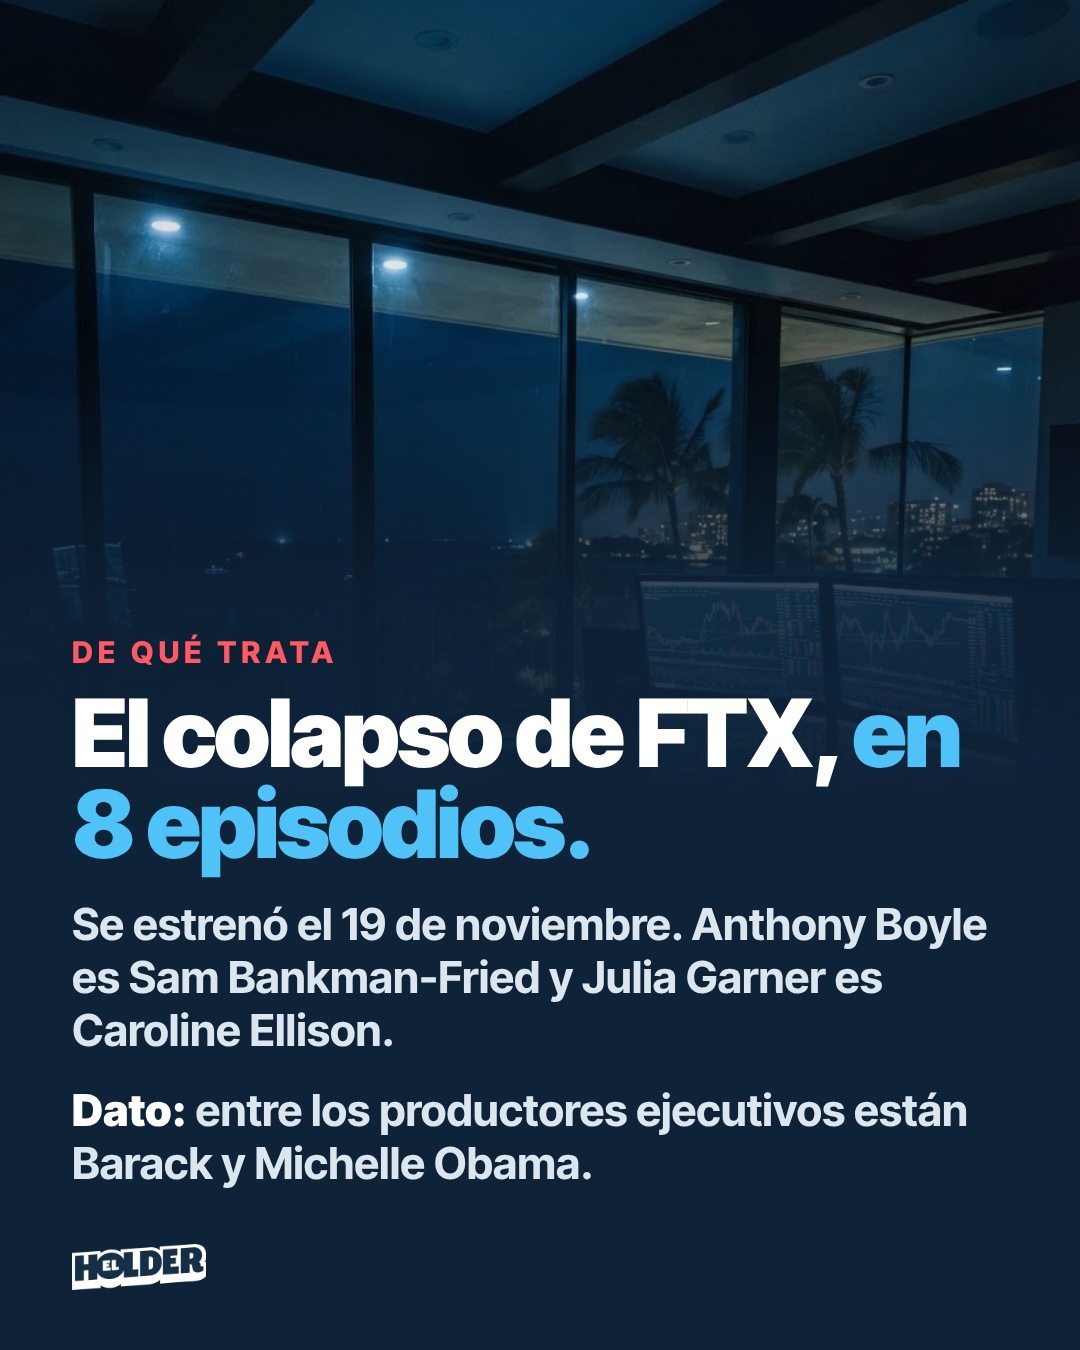 DE QUÉ TRATA
El colapso de FTX, en
8 episodios.
Se estrenó el 19 de noviembre. Anthony Boyle
es Sam Bankman-Fried y Julia Garner es
Caroline Ellison.
Dato: entre los productores ejecutivos están
Barack y Michelle Obama.
EL HOLDER